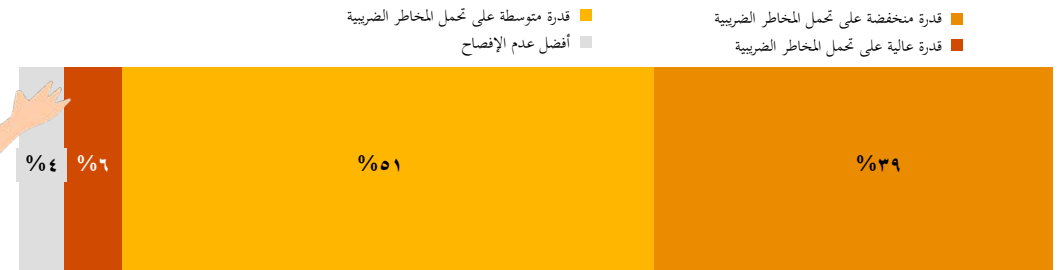 قدرة منخفضة على تحمل المخاطر الضريبية
قدرة متوسطة على تحمل المخاطر الضريبية
قدرة عالية على تحمل المخاطر الضريبية
أفضل عدم الإفصاح
%٣٩
%٥١
%٦
%٤